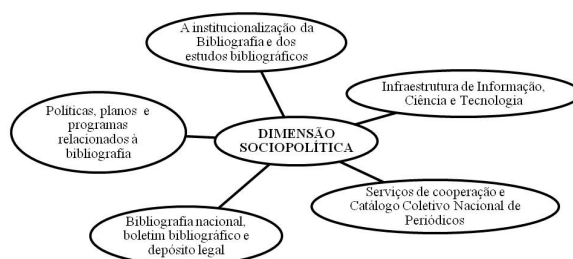 A institucionalização da
Bibliografia e dos
estudos bibliográficos
Infraestrutura de Informação,
Ciência e Tecnologia
Políticas, planos e
programas
relacionados à
bibliografia
DIMENSÃO
SOCIOPOLÍTICA
Serviços de cooperação e
Catálogo Coletivo Nacional de
Periódicos
Bibliografia nacional,
boletim bibliográfico e
depósito legal